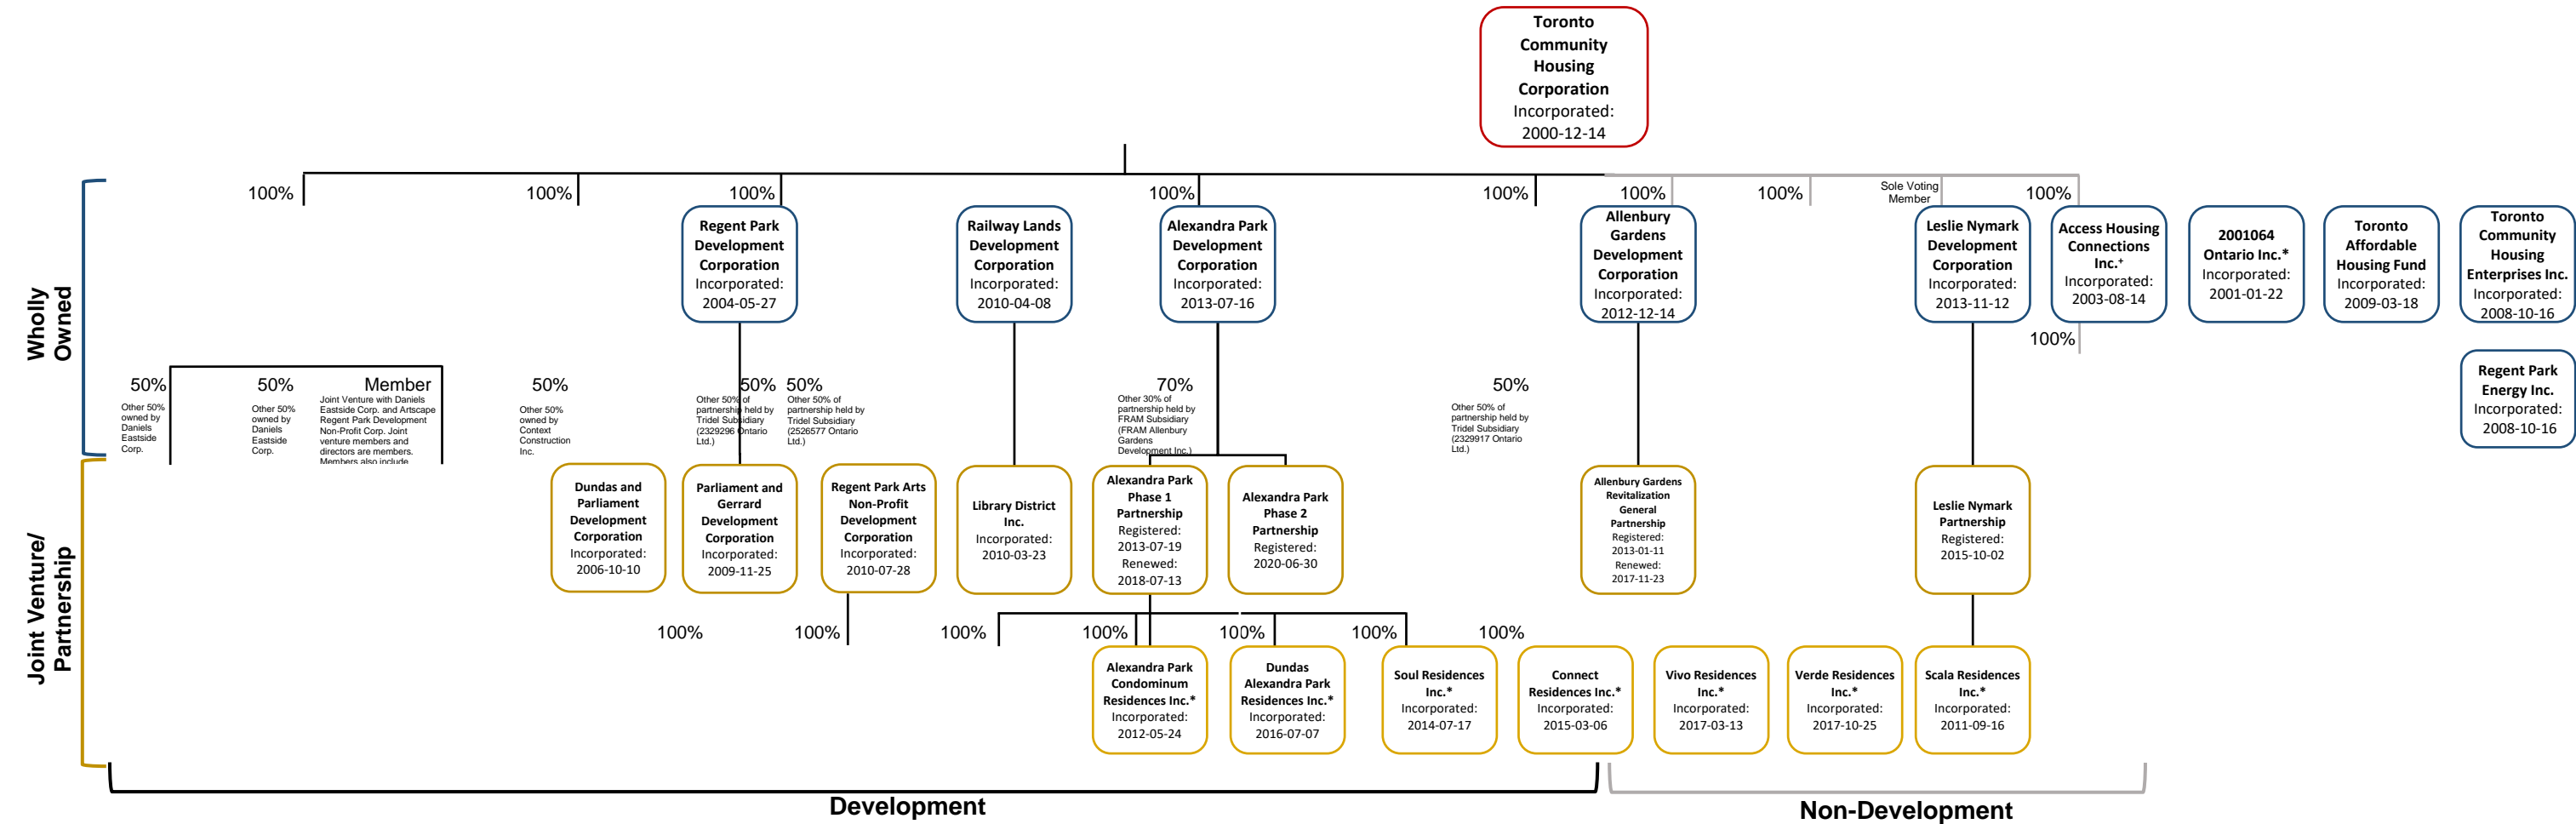 Toronto
Community
Housing
Corporation
Incorporated:
2000-12-14
Wholly
Owned
100%
100%
100%
100%
100%
100%
100%
Sole Voting
Member
100%
Regent Park
Development
Corporation
Incorporated:
2004-05-27
Railway Lands
Development
Corporation
Incorporated:
2010-04-08
Alexandra Park
Development
Corporation
Incorporated:
2013-07-16
Allenbury
Gardens
Development
Corporation
Incorporated:
2012-12-14
Leslie Nymark
Development
Corporation
Incorporated:
2013-11-12
Access Housing
Connections
Inc.+
Incorporated:
2003-08-14
2001064
Ontario Inc.*
Incorporated:
2001-01-22
Toronto
Affordable
Housing Fund
Incorporated:
2009-03-18
Toronto
Community
Housing
Enterprises Inc.
Incorporated:
2008-10-16
100%
Regent Park
Energy Inc.
Incorporated:
2008-10-16
50%
Other 50%
owned by
Daniels
Eastside
Corp.
50%
Other 50%
owned by
Daniels
Eastside
Corp.
Member
Joint Venture with Daniels
Eastside Corp. and Artscape
Regent Park Development
Non-Profit Corp. Joint
venture members and
directors are members.
Members also include
50%
Other 50%
owned by
Context
Construction
Inc.
50%
Other 50% of
partnership held by
Tridel Subsidiary
(2329296 Ontario
Ltd.)
50%
Other 50% of
partnership held by
Tridel Subsidiary
(2526577 Ontario
Ltd.)
70%
Other 30% of
partnership held by
FRAM Subsidiary
(FRAM Allenbury
Gardens
Development Inc.)
50%
Other 50% of
partnership held by
Tridel Subsidiary
(2329917 Ontario
Ltd.)
Joint Venture/
Partnership
Dundas and
Parliament
Development
Corporation
Incorporated:
2006-10-10
Parliament and
Gerrard
Development
Corporation
Incorporated:
2009-11-25
Regent Park Arts
Non-Profit
Development
Corporation
Incorporated:
2010-07-28
Library District
Inc.
Incorporated:
2010-03-23
Alexandra Park
Phase 1
Partnership
Registered:
2013-07-19
Renewed:
2018-07-13
Alexandra Park
Phase 2
Partnership
Registered:
2020-06-30
Allenbury Gardens
Revitalization
General
Partnership
Registered:
2013-01-11
Renewed:
2017-11-23
Leslie Nymark
Partnership
Registered:
2015-10-02
100%
100%
100%
100%
100%
100%
100%
Alexandra Park
Condominum
Residences Inc.*
Incorporated:
2012-05-24
Dundas
Alexandra Park
Residences Inc.*
Incorporated:
2016-07-07
Soul Residences
Inc.*
Incorporated:
2014-07-17
Connect
Residences Inc.*
Incorporated:
2015-03-06
Vivo Residences
Inc.*
Incorporated:
2017-03-13
Verde Residences
Inc.*
Incorporated:
2017-10-25
Scala Residences
Inc.*
Incorporated:
2011-09-16
Development
Non-Development